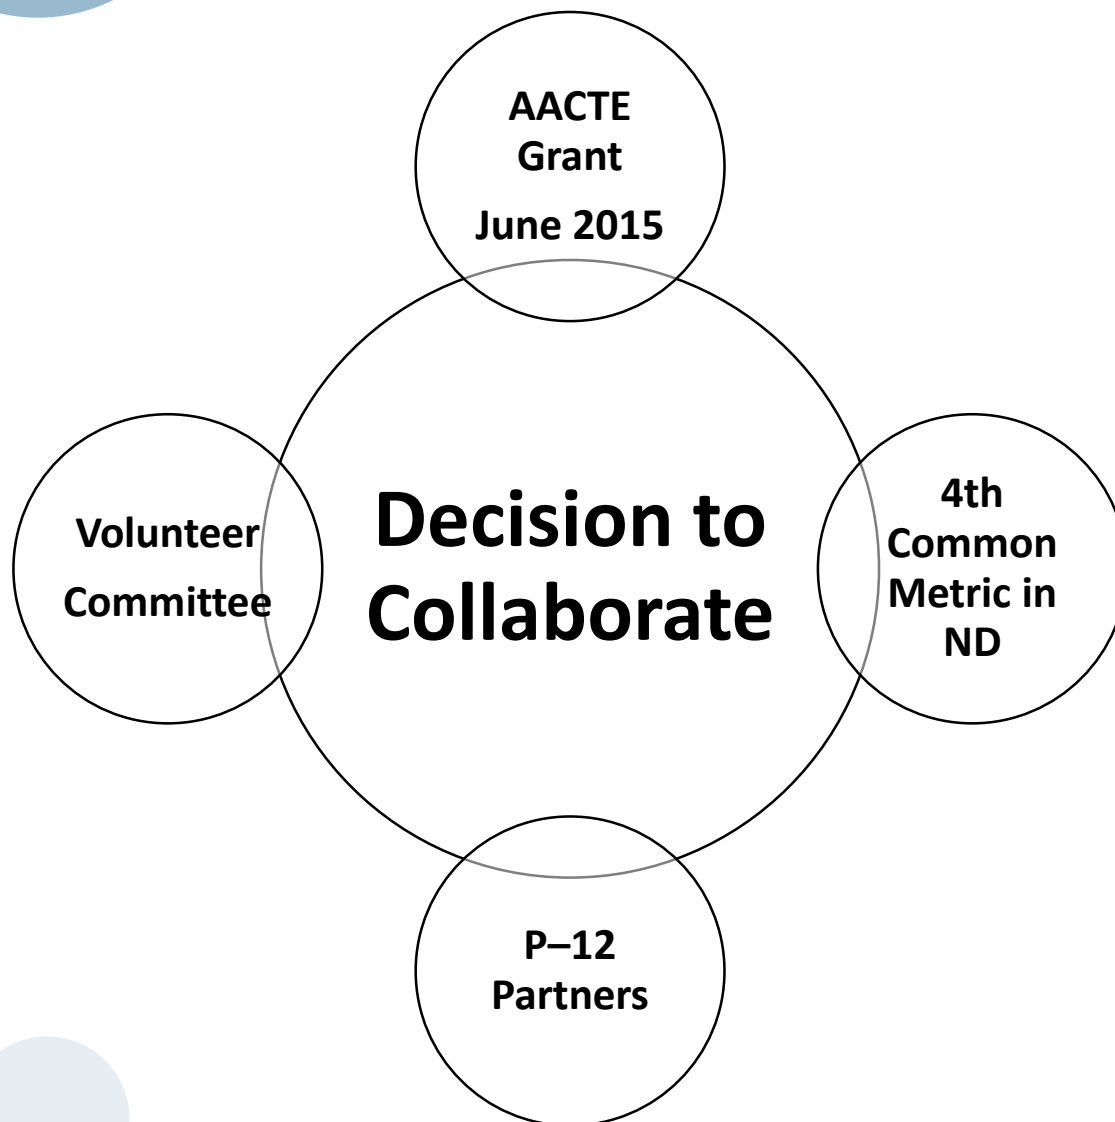 AACTE
Grant
June 2015
Decision to
Collaborate
Volunteer
Committee
4th
Common
Metric in
ND
P–12
Partners